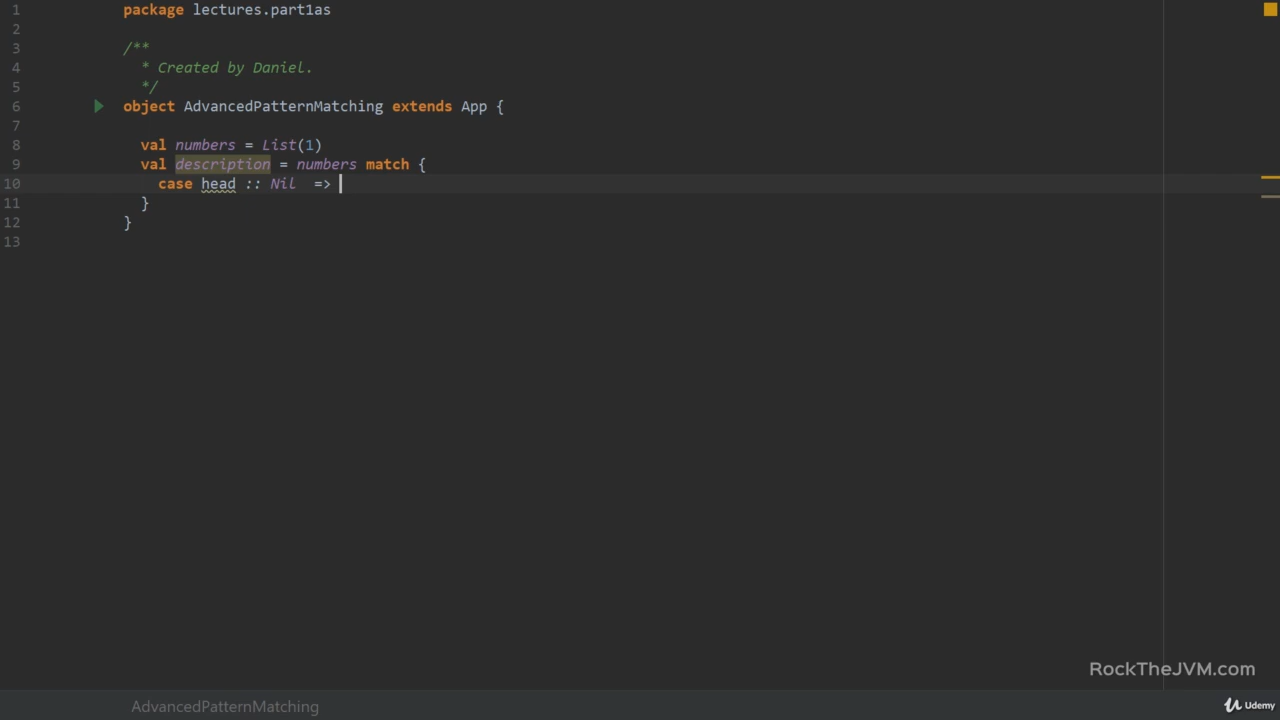 1 package lectures.part1as
2
3 /**
4 * Created by Daniel.
5 */
6 object AdvancedPatternMatching extends App {
7
8 val numbers = List(1)
9 val description = numbers match {
10 case head :: Nil  =>
11 }
12 }
13
RockTheJVM.com
AdvancedPatternMatching
Udemy